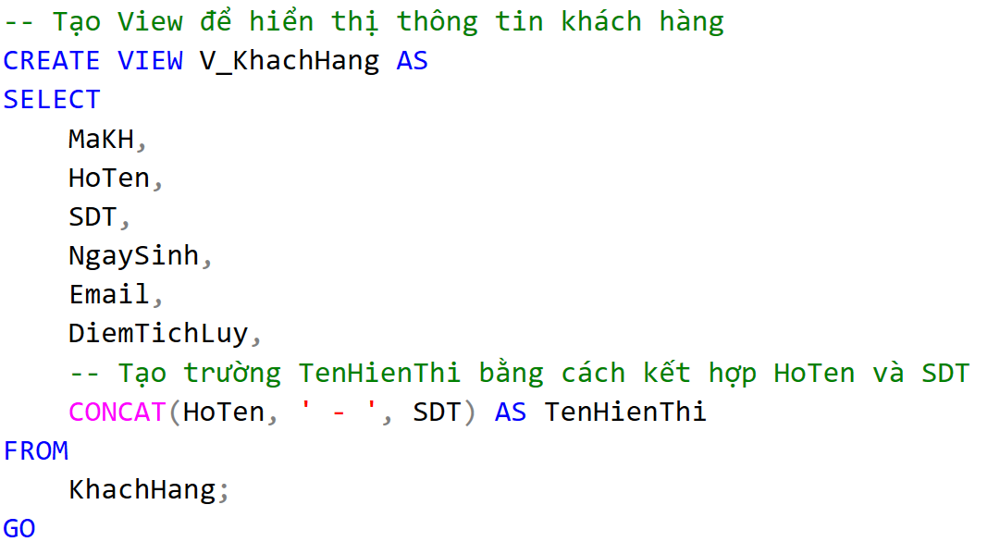 -- Tạo View để hiển thị thông tin khách hàng
CREATE VIEW V_KhachHang AS
SELECT
    MaKH,
    HoTen,
    SDT,
    NgaySinh,
    Email,
    DiemTichLuy,
    -- Tạo trường TenHienThi bằng cách kết hợp HoTen và SDT
    CONCAT(HoTen, ' - ', SDT) AS TenHienThi
FROM
    KhachHang;
GO